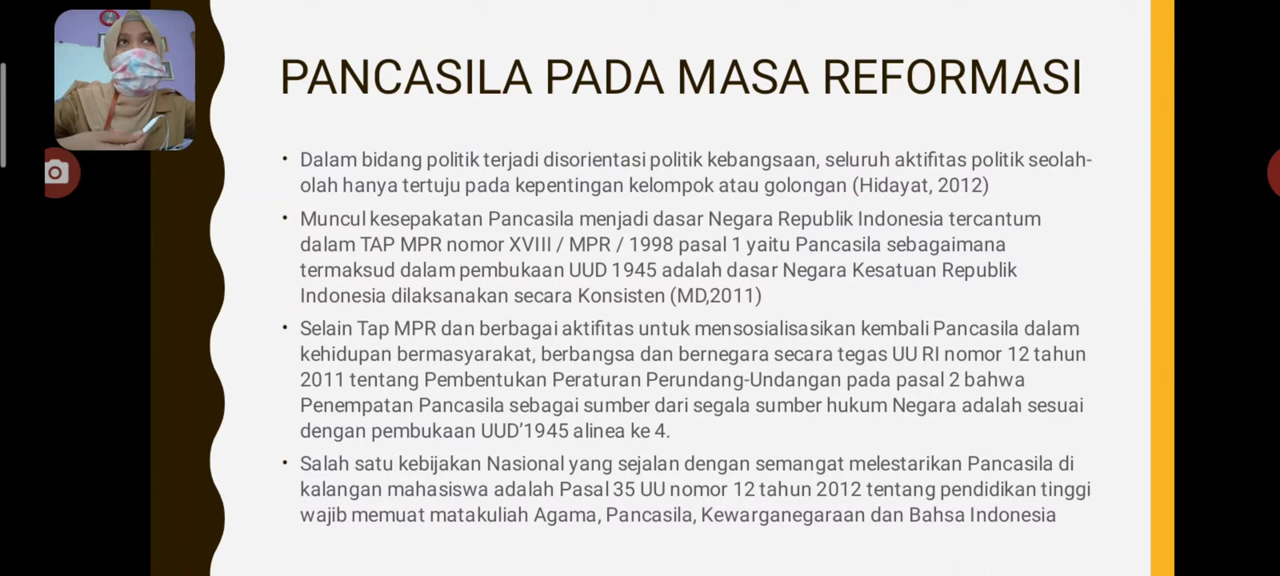 PANCASILA PADA MASA REFORMASI
• Dalam bidang politik terjadi disorientasi politik kebangsaan, seluruh aktifitas politik seolah-
olah hanya tertuju pada kepentingan kelompok atau golongan (Hidayat, 2012)
• Muncul kesepakatan Pancasila menjadi dasar Negara Republik Indonesia tercantum
dalam TAP MPR nomor XVIII / MPR / 1998 pasal 1 yaitu Pancasila sebagaimana
termaksud dalam pembukaan UUD 1945 adalah dasar Negara Kesatuan Republik
Indonesia dilaksanakan secara Konsisten (MD,2011)
• Selain Tap MPR dan berbagai aktifitas untuk mensosialisasikan kembali Pancasila dalam
kehidupan bermasyarakat, berbangsa dan bernegara secara tegas UU RI nomor 12 tahun
2011 tentang Pembentukan Peraturan Perundang-Undangan pada pasal 2 bahwa
Penempatan Pancasila sebagai sumber dari segala sumber hukum Negara adalah sesuai
dengan pembukaan UUD’1945 alinea ke 4.
• Salah satu kebijakan Nasional yang sejalan dengan semangat melestarikan Pancasila di
kalangan mahasiswa adalah Pasal 35 UU nomor 12 tahun 2012 tentang pendidikan tinggi
wajib memuat matakuliah Agama, Pancasila, Kewarganegaraan dan Bahsa Indonesia